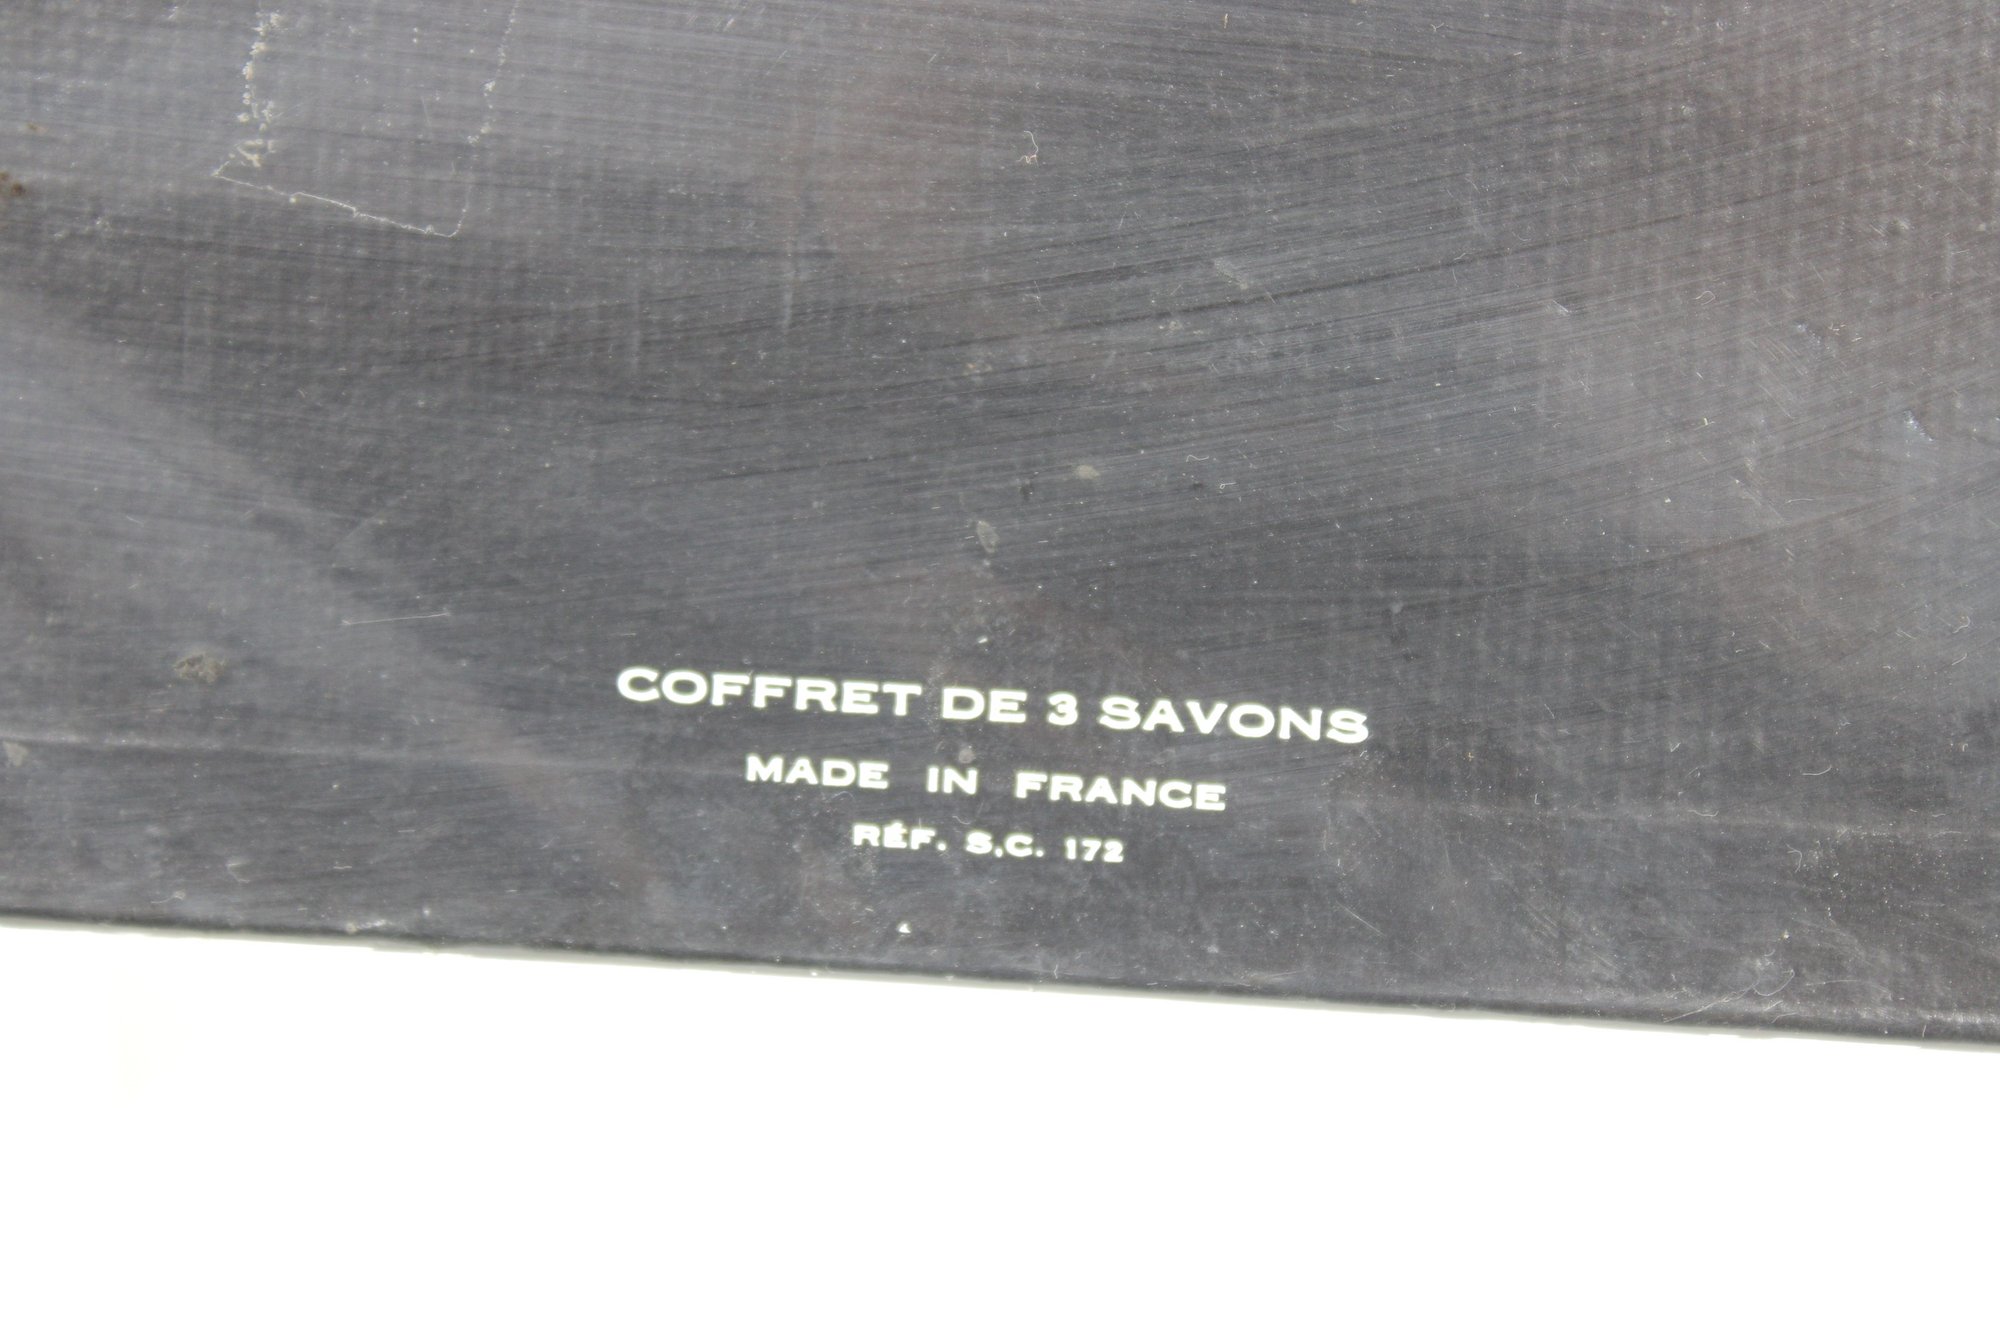 COFFRET DE 3 SAVONS
MADE IN FRANCE
RÉF. S.C. 172